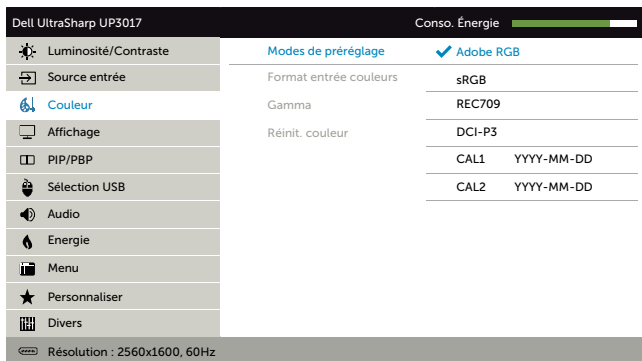 Dell UltraSharp UP3017 Conso. Énergie
Luminosité/Contraste Modes de préréglage Adobe RGB
Source entrée Format entrée couleurs sRGB
Couleur Gamma REC709
Affichage Réinit. couleur DCI-P3
PIP/PBP CAL1 YYYY-MM-DD
Sélection USB CAL2 YYYY-MM-DD
Audio
Energie
Menu
Personnaliser
Divers
Résolution : 2560x1600, 60Hz